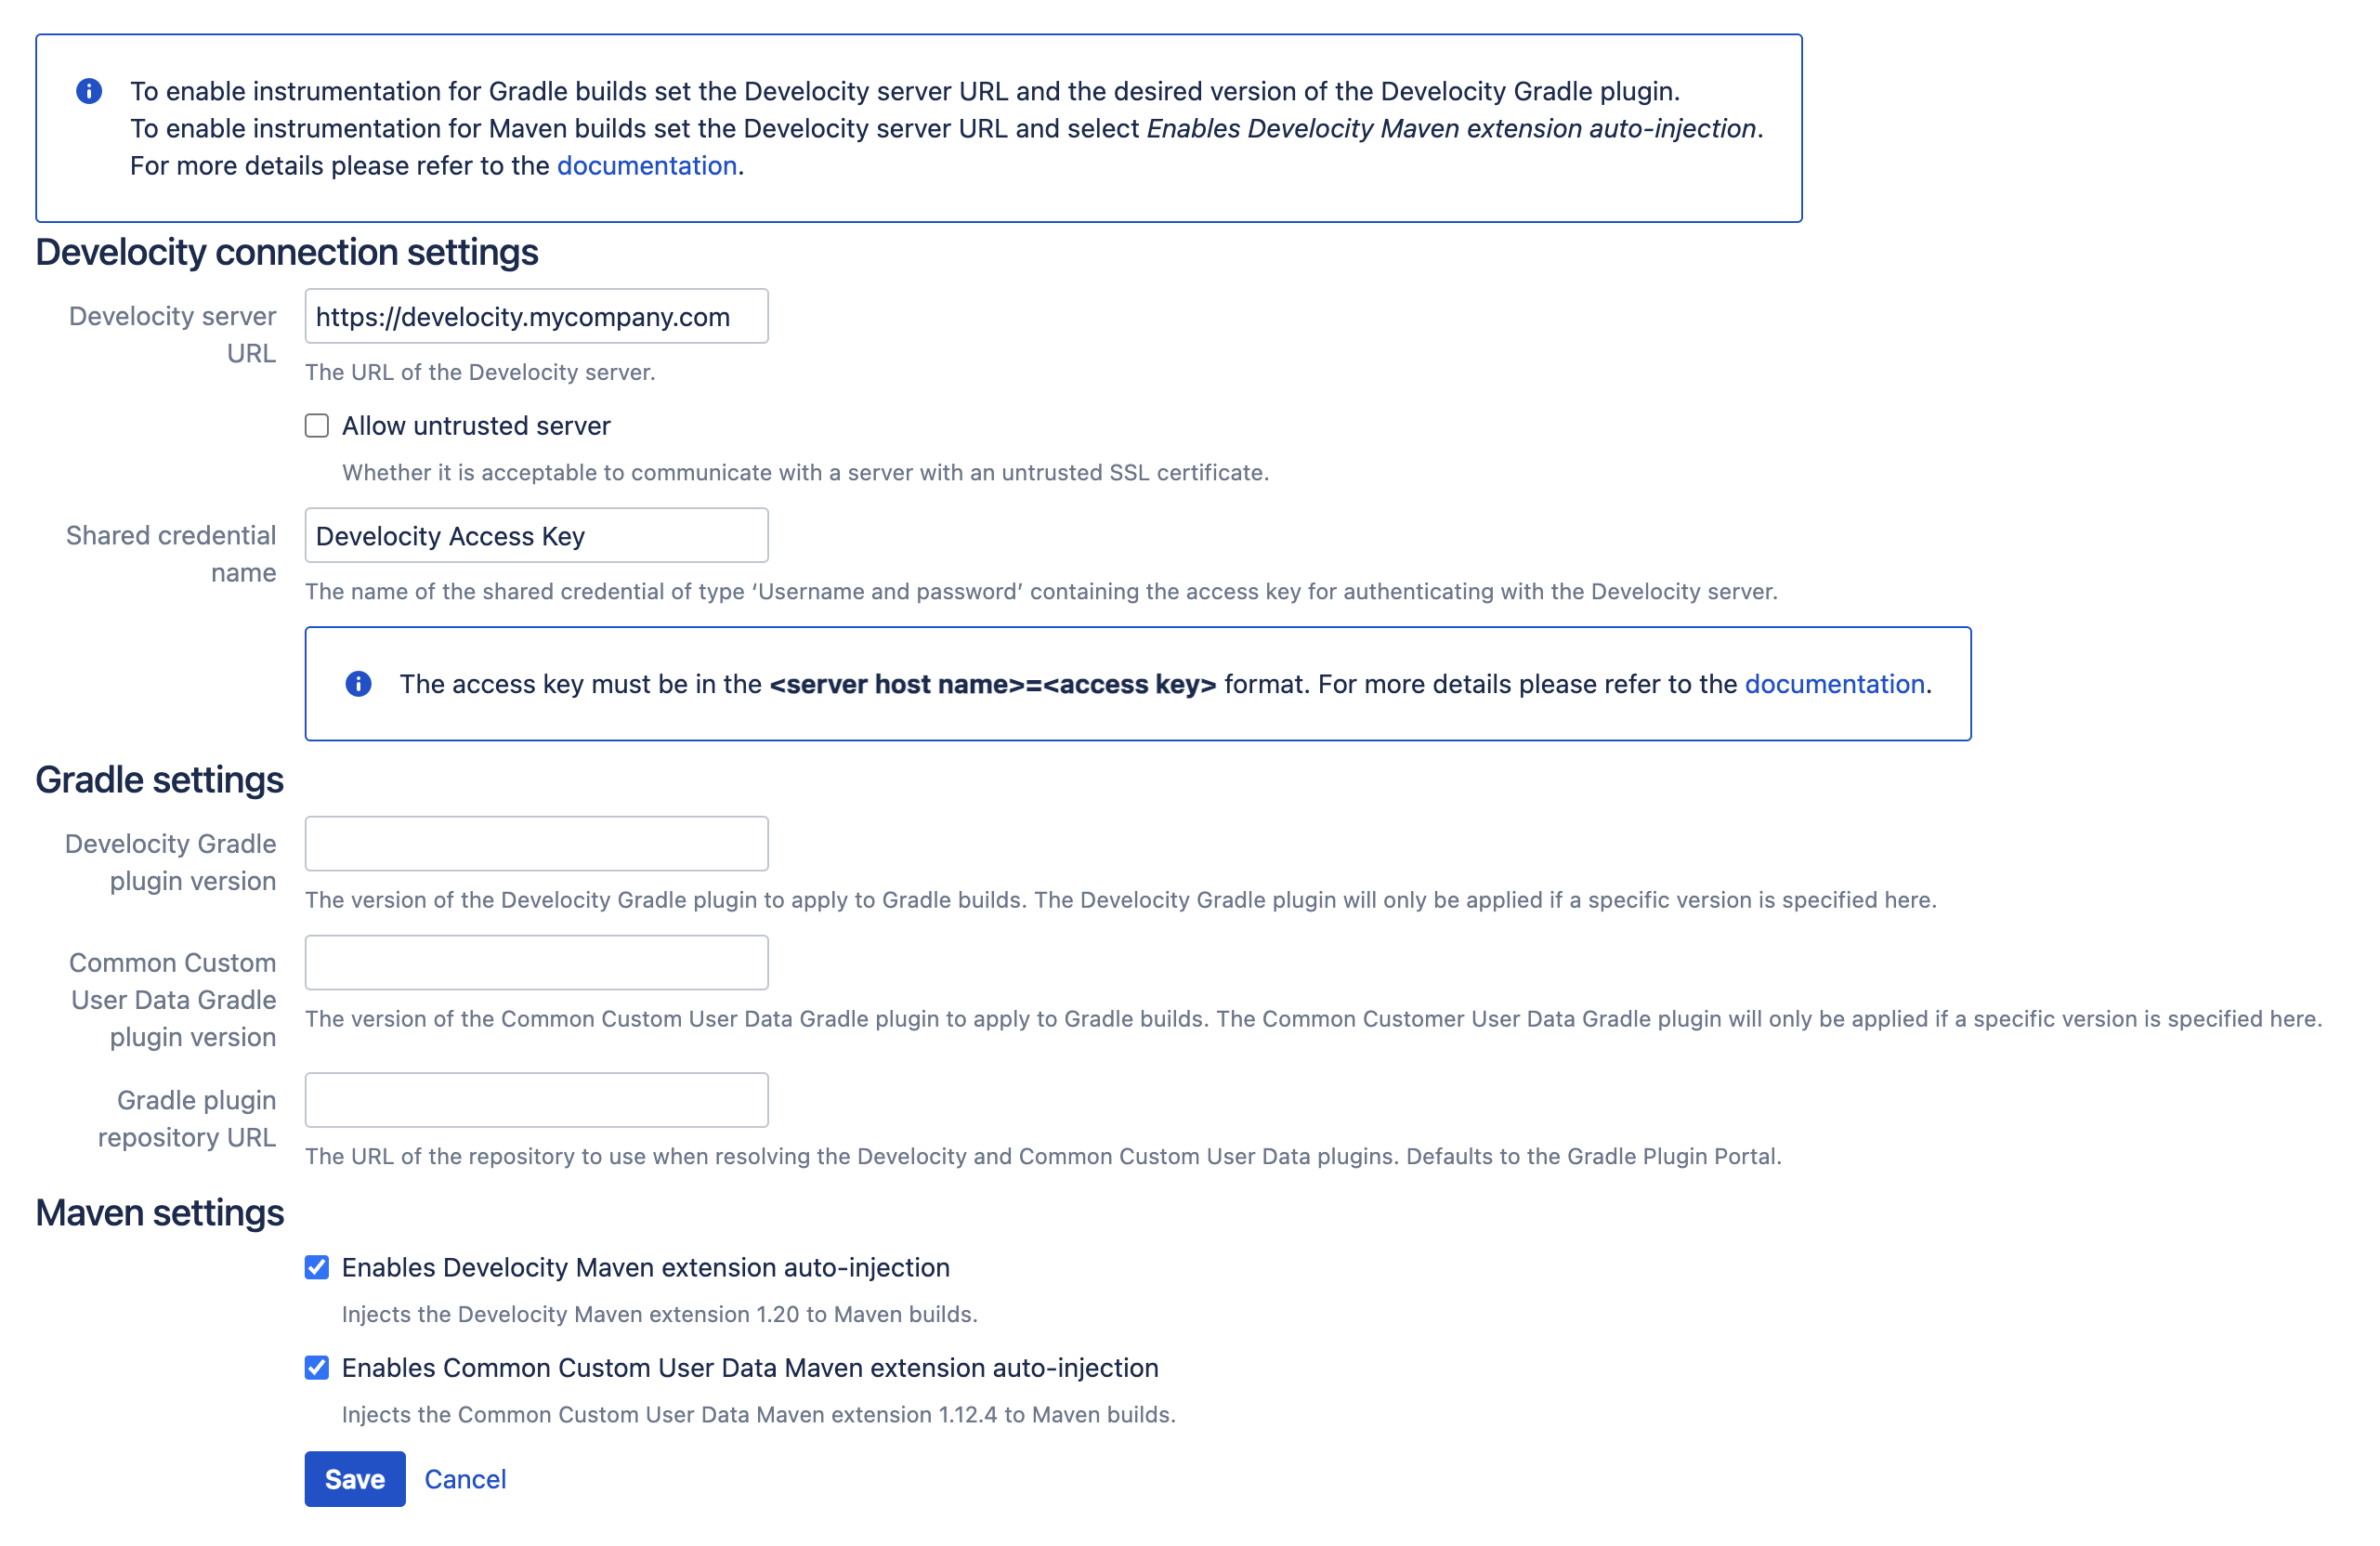 To enable instrumentation for Gradle builds set the Develocity server URL and the desired version of the Develocity Gradle plugin.
To enable instrumentation for Maven builds set the Develocity server URL and select Enables Develocity Maven extension auto-injection.
For more details please refer to the documentation.
Develocity connection settings
Develocity server
URL
https://develocity.mycompany.com
The URL of the Develocity server.
Allow untrusted server
Whether it is acceptable to communicate with a server with an untrusted SSL certificate.
Shared credential
name
Develocity Access Key
The name of the shared credential of type ‘Username and password’ containing the access key for authenticating with the Develocity server.
The access key must be in the <server host name>=<access key> format. For more details please refer to the documentation.
Gradle settings
Develocity Gradle
plugin version
The version of the Develocity Gradle plugin to apply to Gradle builds. The Develocity Gradle plugin will only be applied if a specific version is specified here.
Common Custom
User Data Gradle
plugin version
The version of the Common Custom User Data Gradle plugin to apply to Gradle builds. The Common Customer User Data Gradle plugin will only be applied if a specific version is specified here.
Gradle plugin
repository URL
The URL of the repository to use when resolving the Develocity and Common Custom User Data plugins. Defaults to the Gradle Plugin Portal.
Maven settings
Enables Develocity Maven extension auto-injection
Injects the Develocity Maven extension 1.20 to Maven builds.
Enables Common Custom User Data Maven extension auto-injection
Injects the Common Custom User Data Maven extension 1.12.4 to Maven builds.
Save Cancel